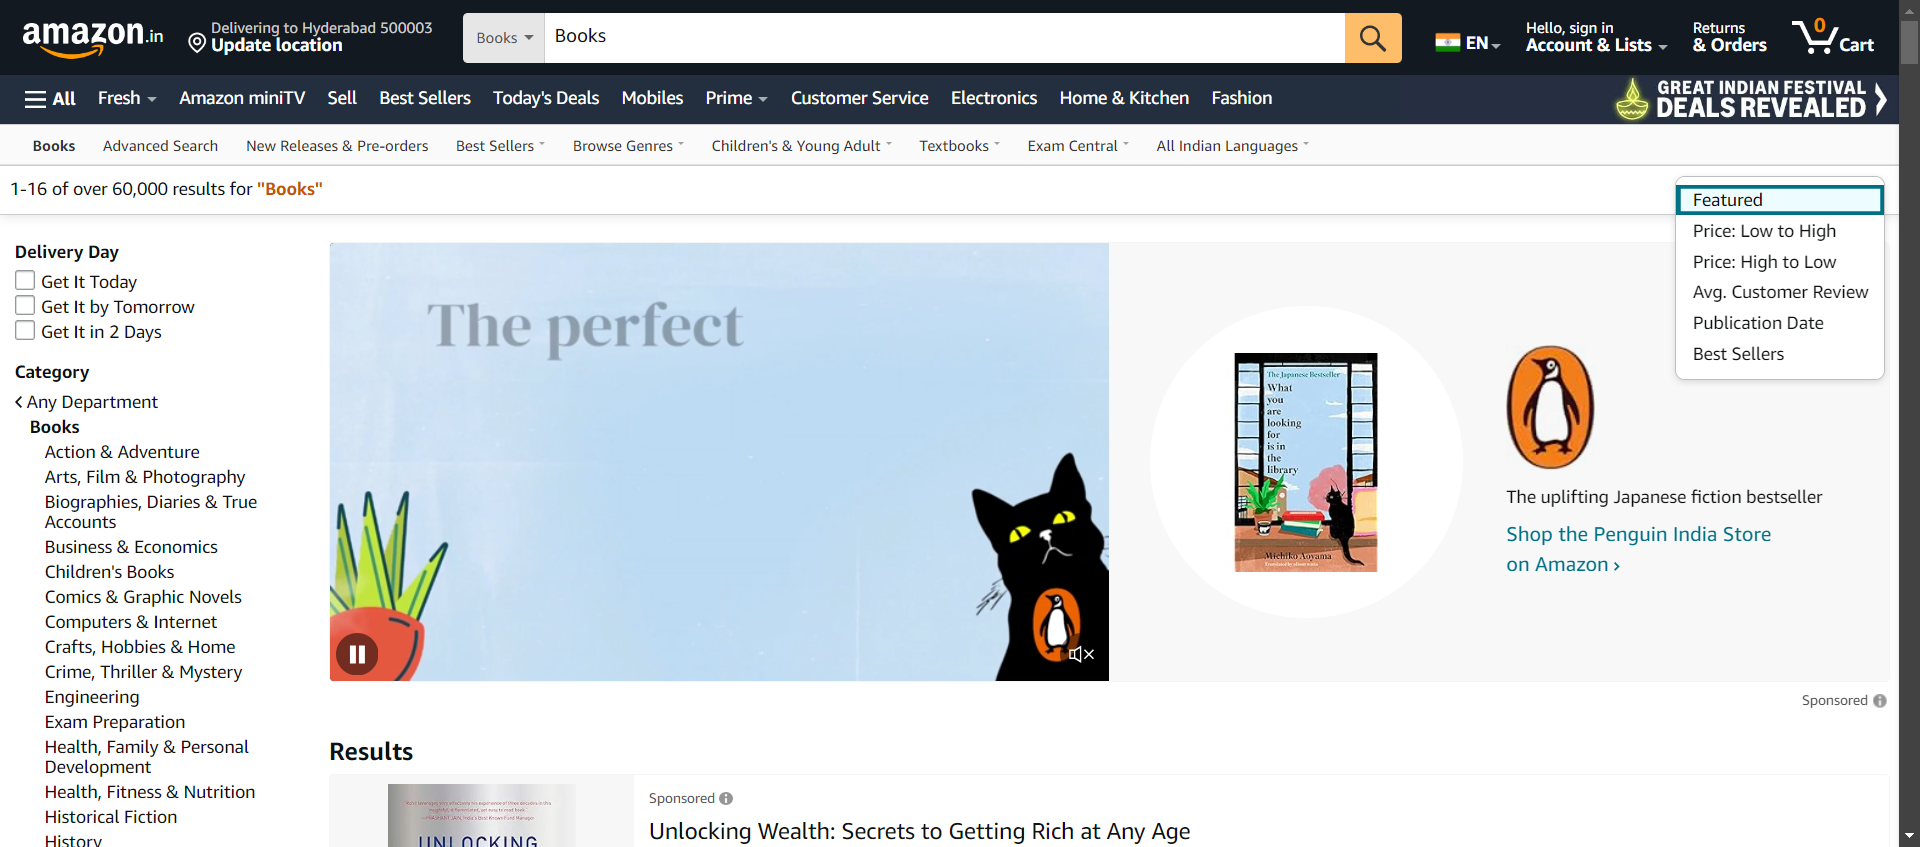 amazon.in
Delivering to Hyderabad 500003
Update location
Books
Books
EN
Hello, sign in
Account & Lists
Returns
& Orders
0
Cart
All
Fresh
Amazon miniTV
Sell
Best Sellers
Today's Deals
Mobiles
Prime
Customer Service
Electronics
Home & Kitchen
Fashion
GREAT INDIAN FESTIVAL
DEALS REVEALED
Books
Advanced Search
New Releases & Pre-orders
Best Sellers
Browse Genres
Children's & Young Adult
Textbooks
Exam Central
All Indian Languages
1-16 of over 60,000 results for "Books"
Featured
Price: Low to High
Price: High to Low
Avg. Customer Review
Publication Date
Best Sellers
Delivery Day
Get It Today
Get It by Tomorrow
Get It in 2 Days
Category
Any Department
Books
Action & Adventure
Arts, Film & Photography
Biographies, Diaries & True
Accounts
Business & Economics
Children's Books
Comics & Graphic Novels
Computers & Internet
Crafts, Hobbies & Home
Crime, Thriller & Mystery
Engineering
Exam Preparation
Health, Family & Personal
Development
Health, Fitness & Nutrition
Historical Fiction
History
The perfect
The Japanese Bestseller
What
you
are
looking
for
is in
the
library
Michiko Aoyama
The uplifting Japanese fiction bestseller
Shop the Penguin India Store
on Amazon ›
Sponsored
Results
UNLOCKING
Sponsored
Unlocking Wealth: Secrets to Getting Rich at Any Age